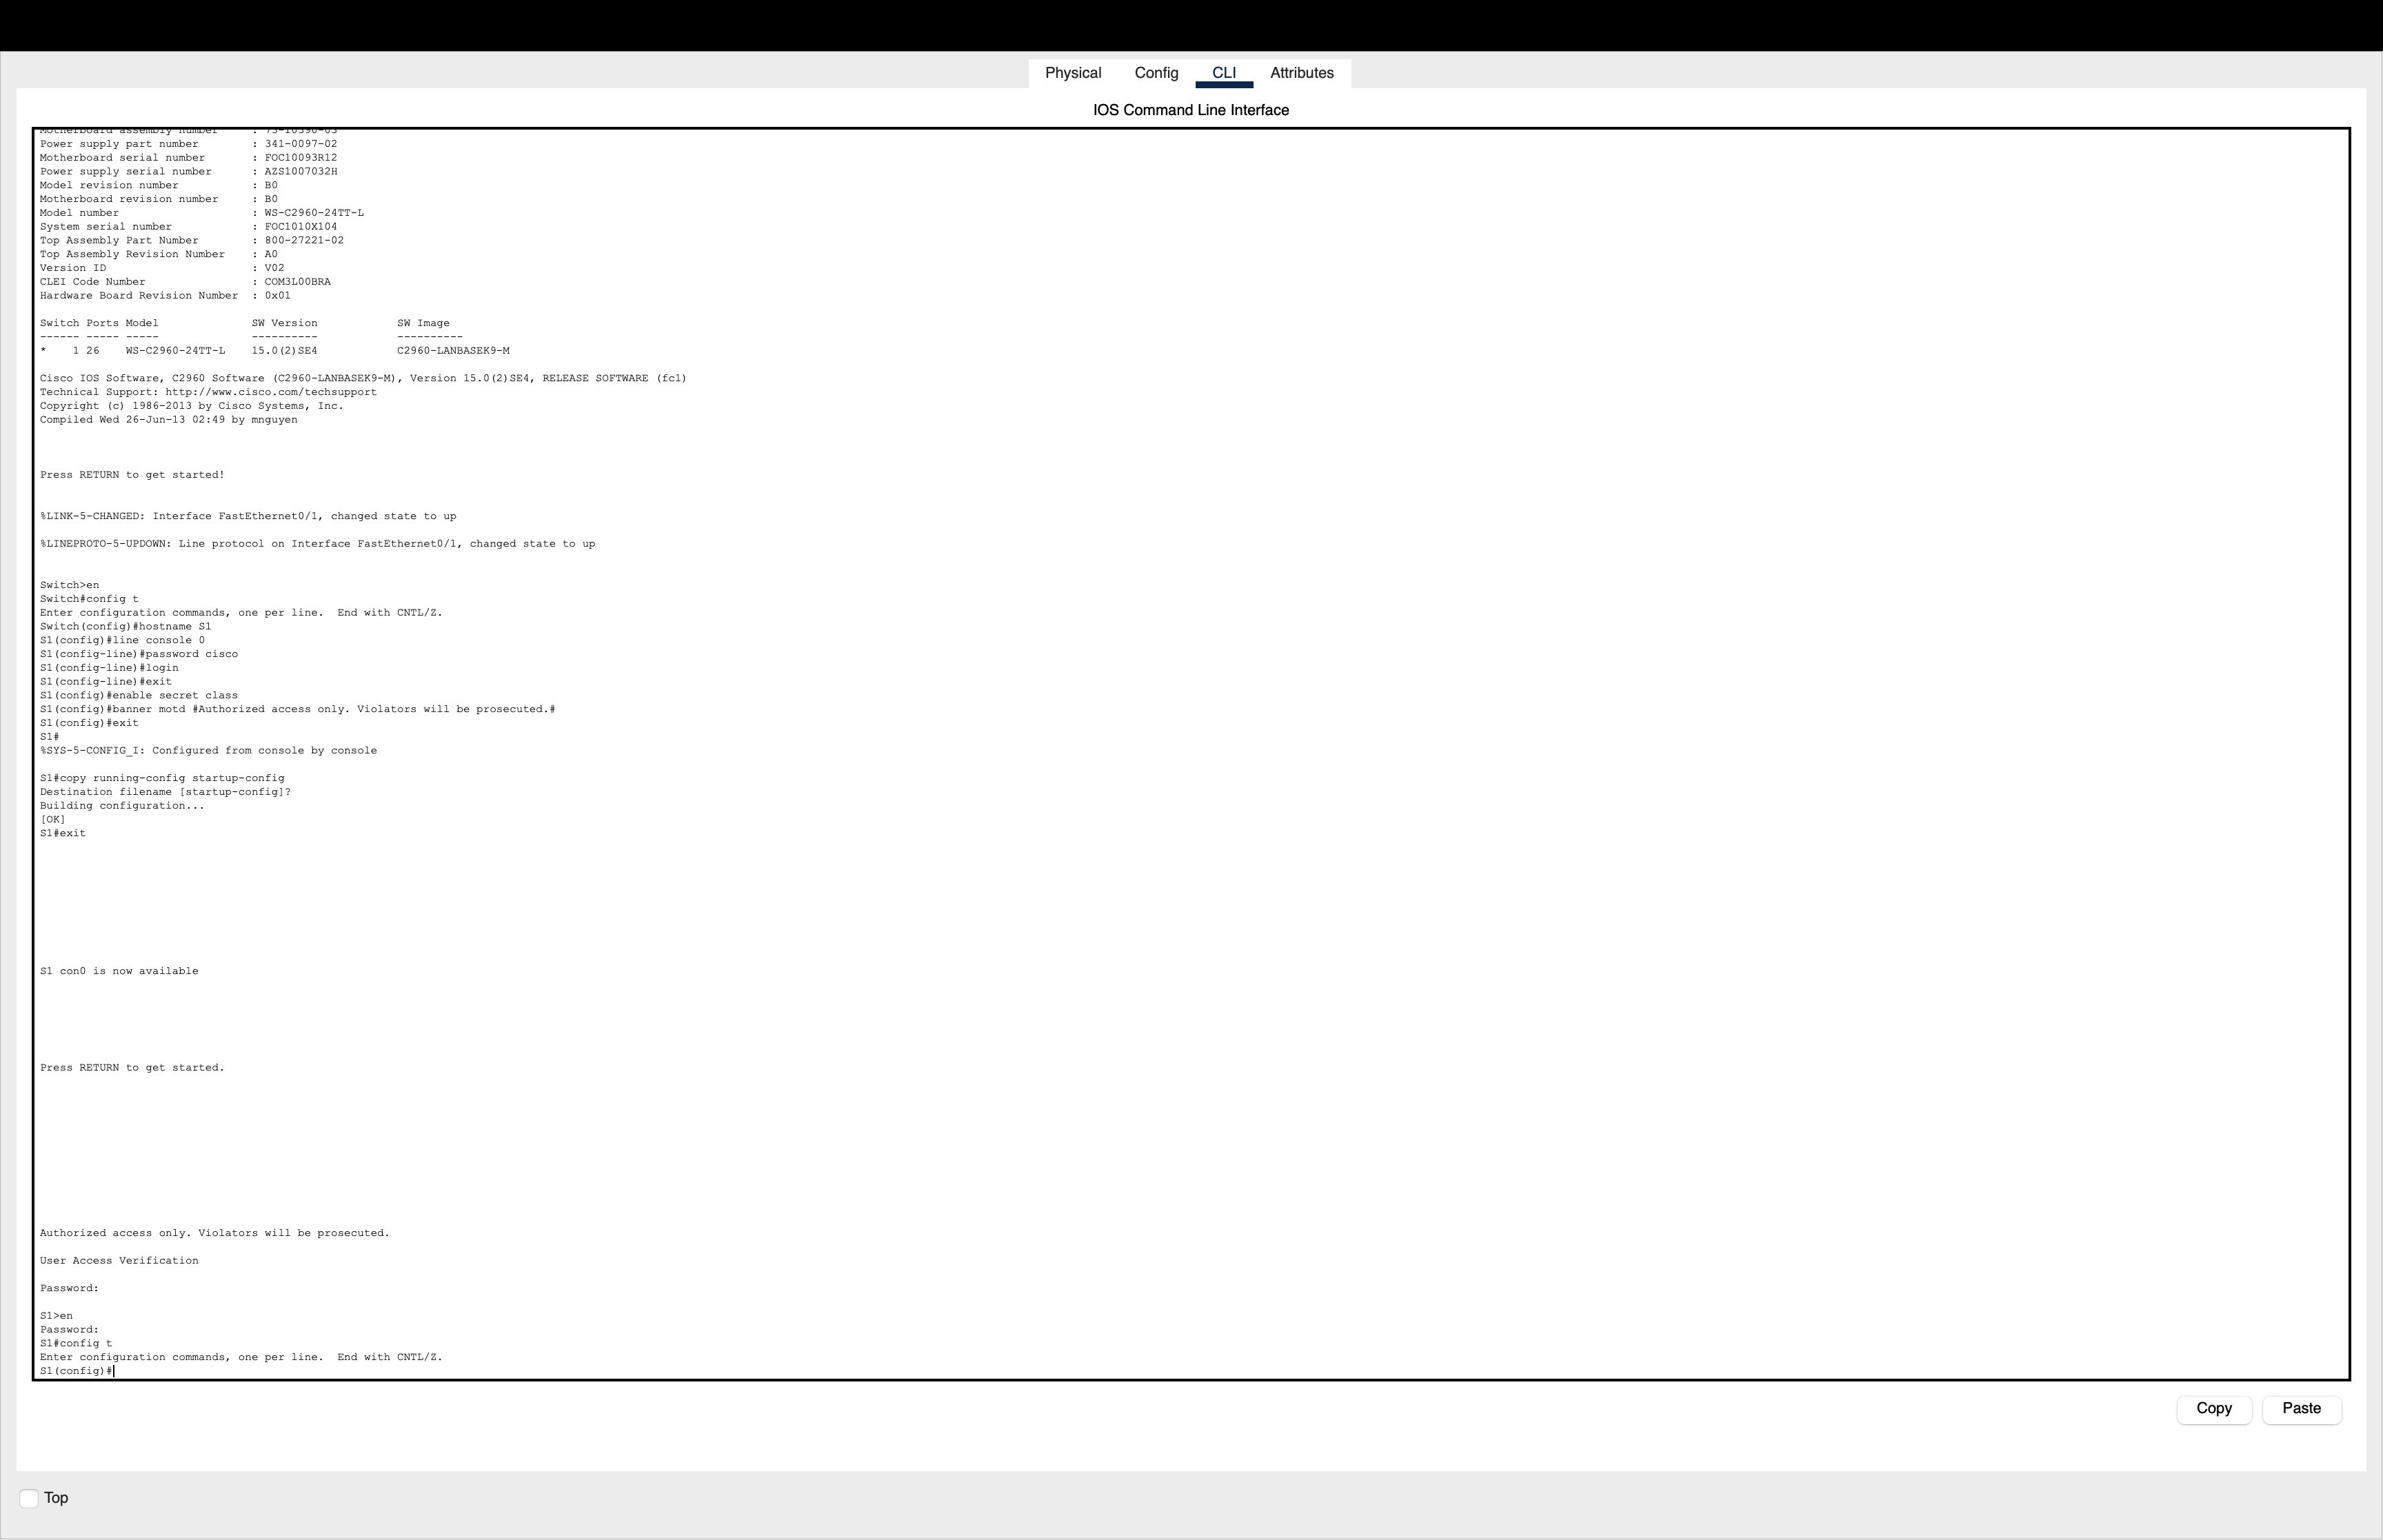 Physical Config CLI Attributes
IOS Command Line Interface
Motherboard assembly number : 73-10390-03
Power supply part number : 341-0097-02
Motherboard serial number : FOC10093R12
Power supply serial number : AZS1007032H
Model revision number : B0
Motherboard revision number : B0
Model number : WS-C2960-24TT-L
System serial number : FOC1010X104
Top Assembly Part Number : 800-27221-02
Top Assembly Revision Number : A0
Version ID : V02
CLEI Code Number : COM3L00BRA
Hardware Board Revision Number : 0x01
Switch Ports Model SW Version SW Image
------ ----- ----- ---------- ----------
* 1 26 WS-C2960-24TT-L 15.0(2)SE4 C2960-LANBASEK9-M
Cisco IOS Software, C2960 Software (C2960-LANBASEK9-M), Version 15.0(2)SE4, RELEASE SOFTWARE (fc1)
Technical Support: http://www.cisco.com/techsupport
Copyright (c) 1986-2013 by Cisco Systems, Inc.
Compiled Wed 26-Jun-13 02:49 by mnguyen
Press RETURN to get started!
%LINK-5-CHANGED: Interface FastEthernet0/1, changed state to up
%LINEPROTO-5-UPDOWN: Line protocol on Interface FastEthernet0/1, changed state to up
Switch>en
Switch#config t
Enter configuration commands, one per line. End with CNTL/Z.
Switch(config)#hostname S1
S1(config)#line console 0
S1(config-line)#password cisco
S1(config-line)#login
S1(config-line)#exit
S1(config)#enable secret class
S1(config)#banner motd #Authorized access only. Violators will be prosecuted.#
S1(config)#exit
S1#
%SYS-5-CONFIG_I: Configured from console by console
S1#copy running-config startup-config
Destination filename [startup-config]?
Building configuration...
[OK]
S1#exit
S1 con0 is now available
Press RETURN to get started.
Authorized access only. Violators will be prosecuted.
User Access Verification
Password:
S1>en
Password:
S1#config t
Enter configuration commands, one per line. End with CNTL/Z.
S1(config)#
Copy Paste
Top